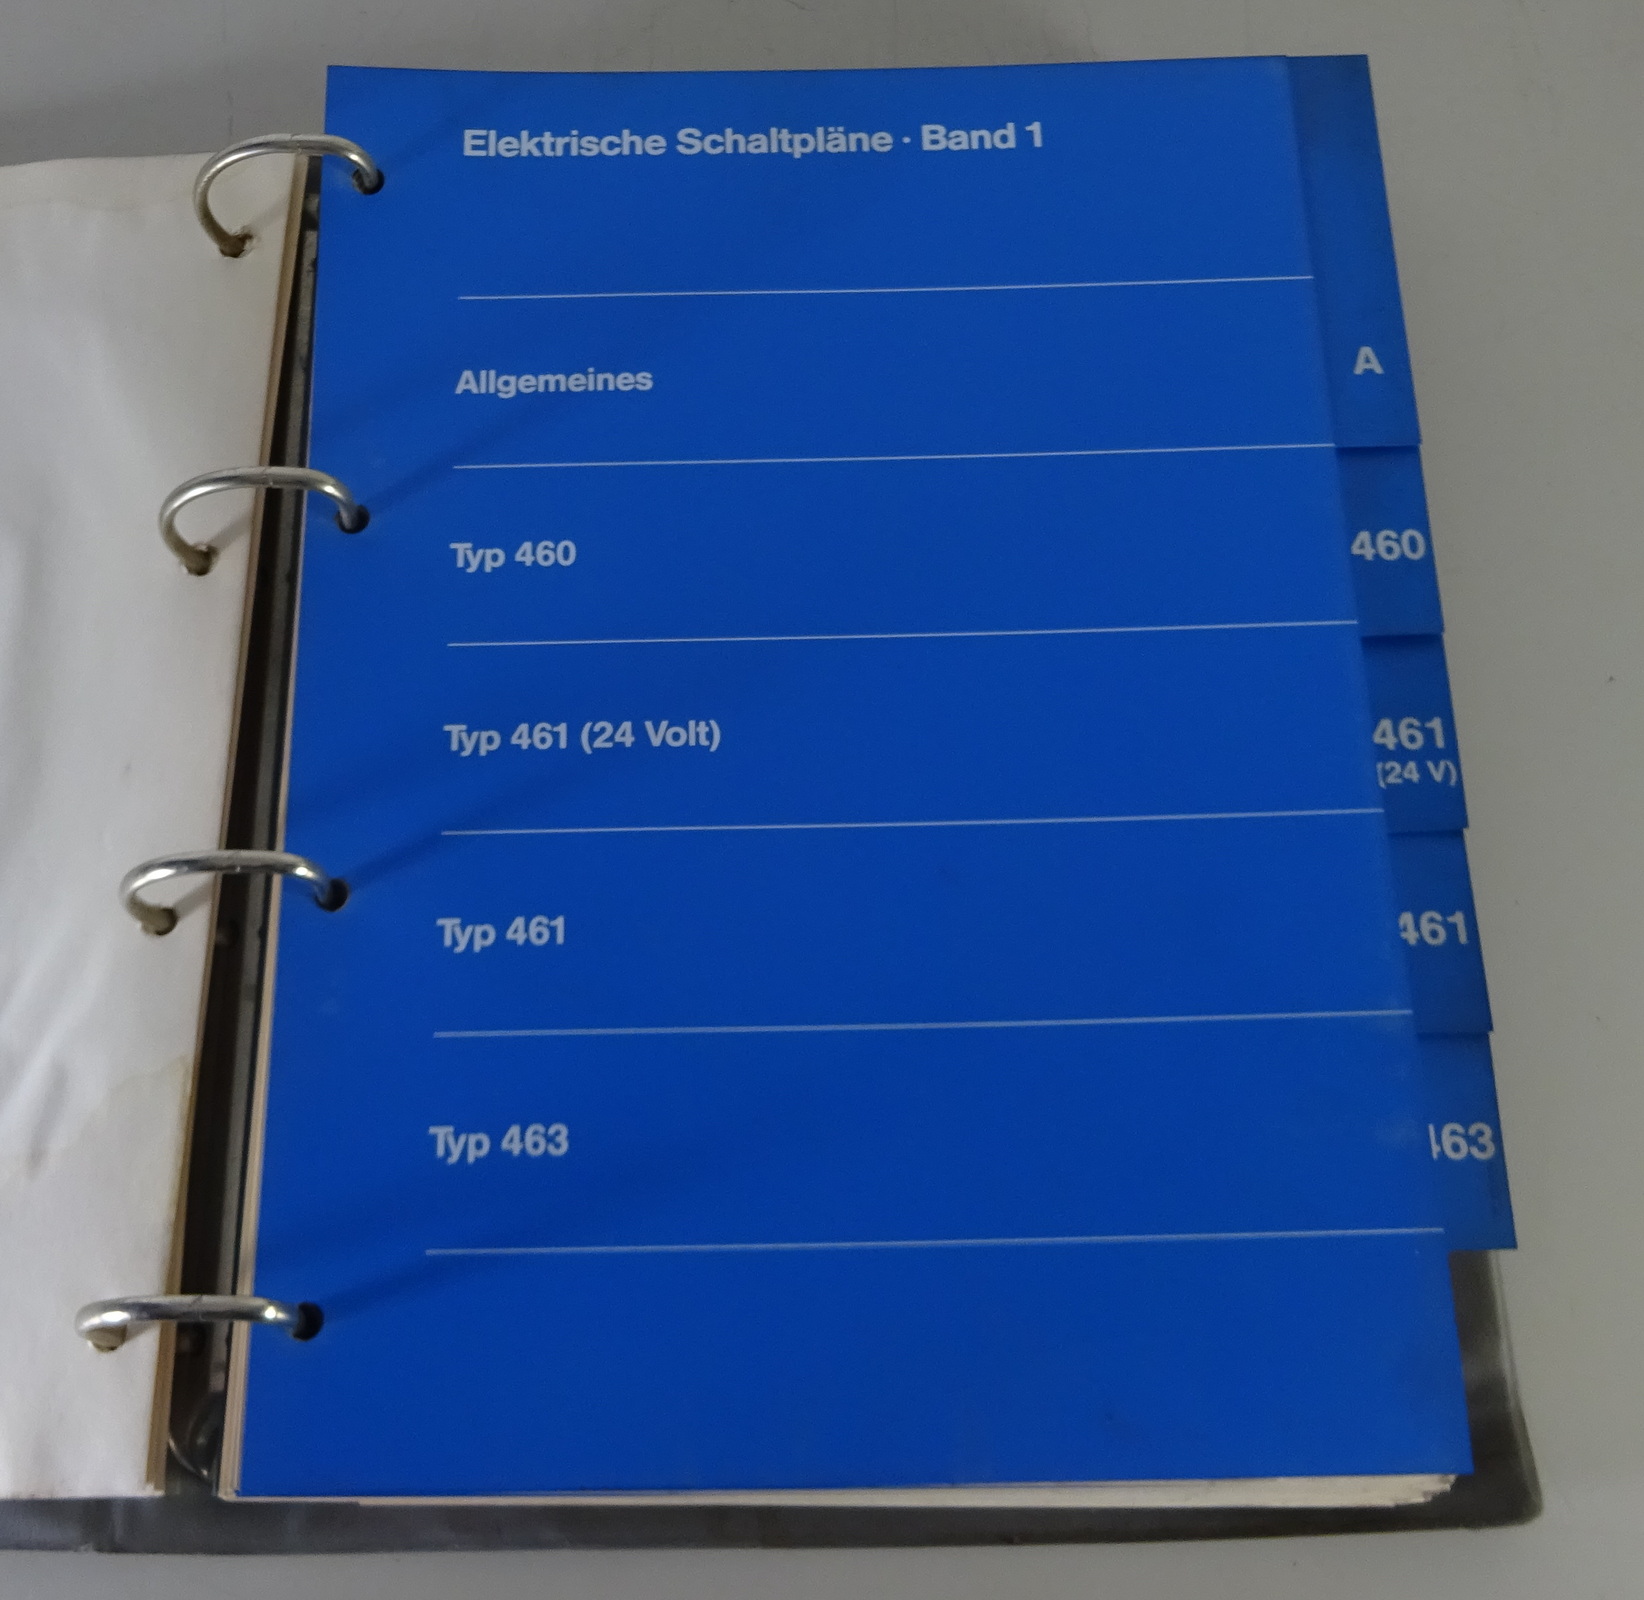 Elektrische Schaltpläne · Band 1
Allgemeines
A
Typ 460
460
Typ 461 (24 Volt)
461
(24 V)
Typ 461
461
Typ 463
463